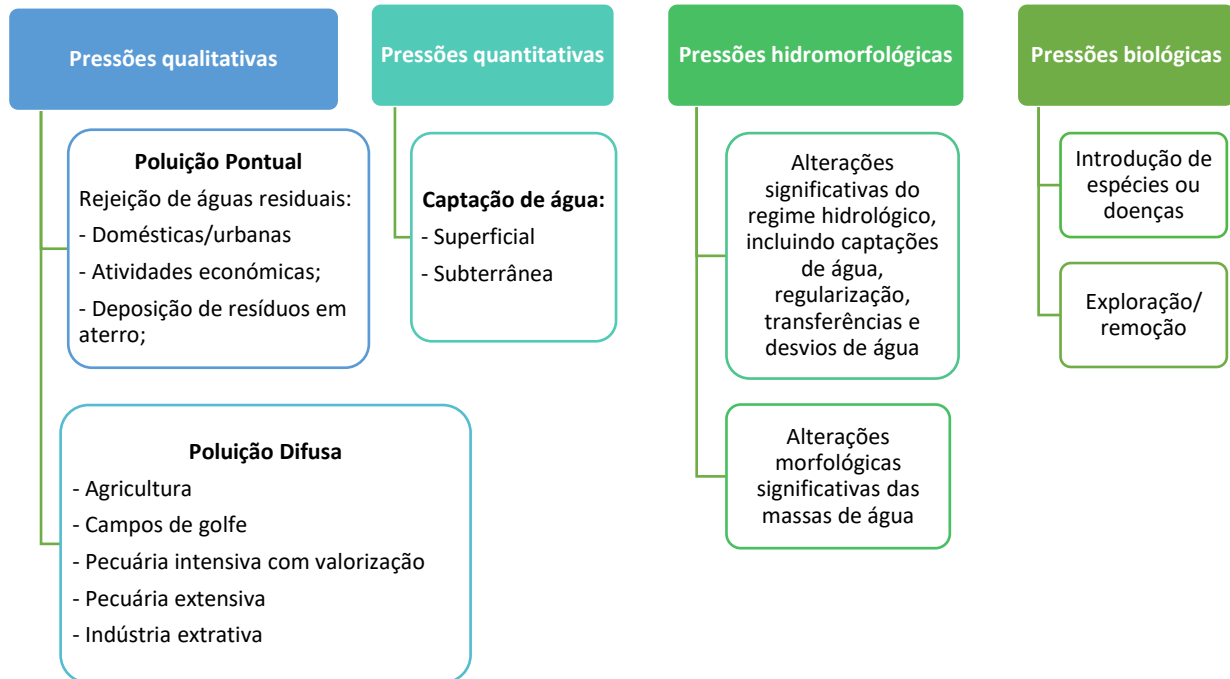 Pressões qualitativas
Poluição Pontual
Rejeição de águas residuais:
- Domésticas/urbanas
- Atividades económicas;
- Deposição de resíduos em
aterro;
Poluição Difusa
- Agricultura
- Campos de golfe
- Pecuária intensiva com valorização
- Pecuária extensiva
- Indústria extrativa
Pressões quantitativas
Captação de água:
- Superficial
- Subterrânea
Pressões hidromorfológicas
Alterações
significativas do
regime hidrológico,
incluindo captações
de água,
regularização,
transferências e
desvios de água
Alterações
morfológicas
significativas das
massas de água
Pressões biológicas
Introdução de
espécies ou
doenças
Exploração/
remoção